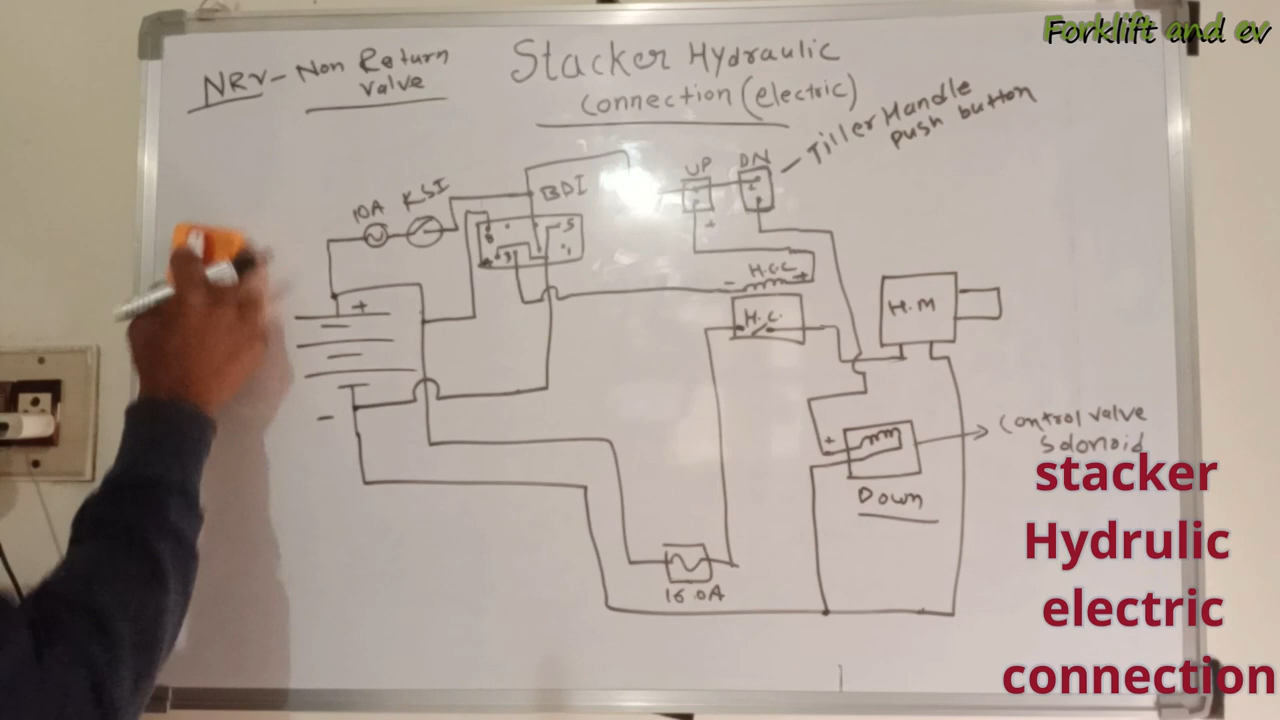 Forklift and ev
NRV - Non Return
valve
Stacker Hydraulic
connection (electric)
Tiller Handle
push button
UP
DN
10A
KSI
BDI
H.C.C
H.C.
H.M
+
-
+
-
+
+
Control valve
Solonoid
Down
16.0A
stacker
Hydrulic
electric
connection